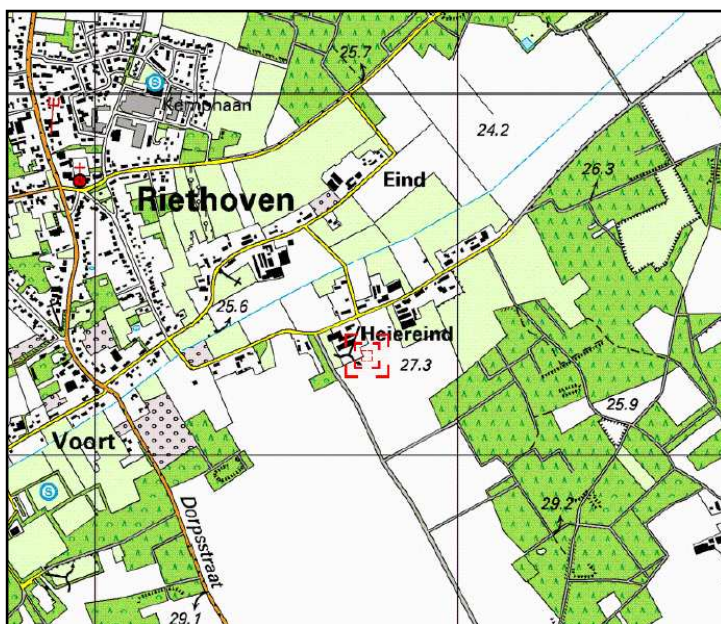 25.7
S
Kemphaan
24.2
26.3
Eind
Riethoven
25.6
Heiereind
27.3
25.9
Voort
S
29.2
Dorpsstraat
29.1